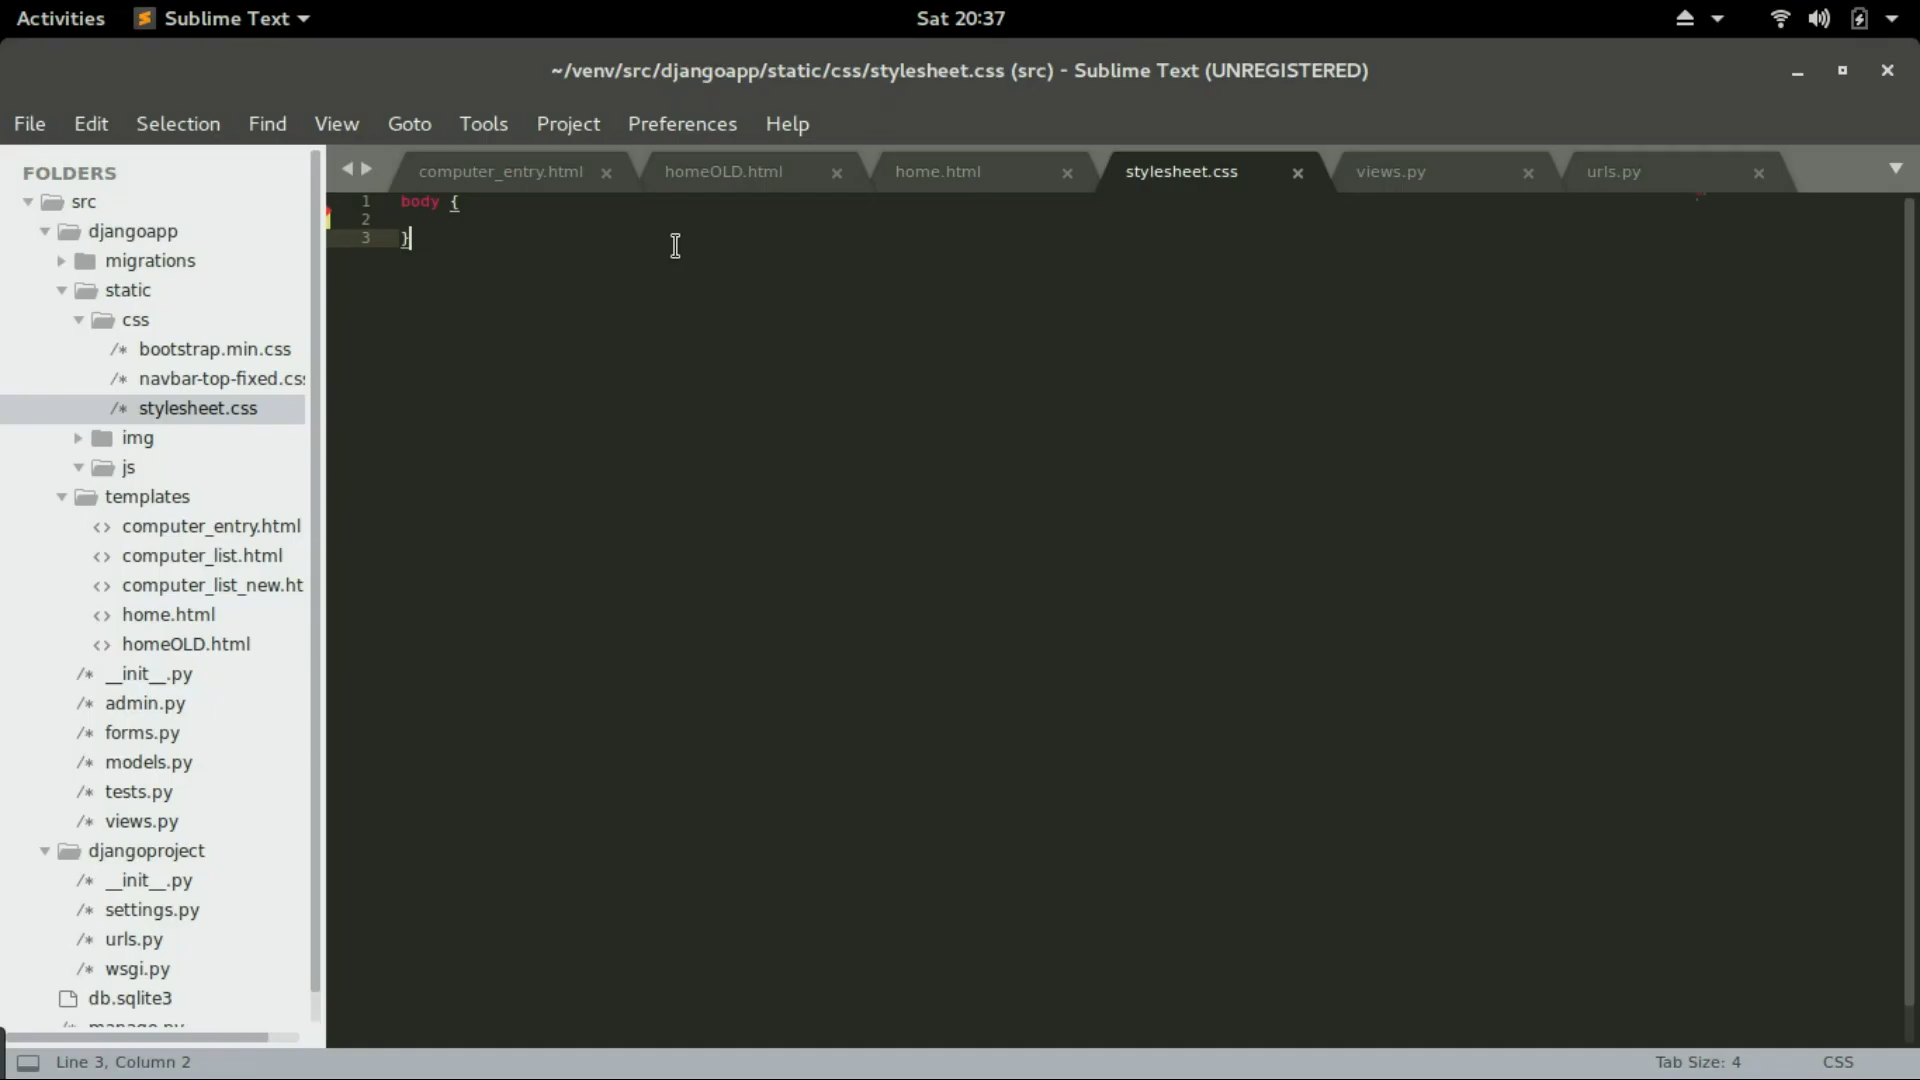 Activities Sublime Text Sat 20:37
~/venv/src/djangoapp/static/css/stylesheet.css (src) - Sublime Text (UNREGISTERED)
File Edit Selection Find View Goto Tools Project Preferences Help
FOLDERS
src
djangoapp
migrations
static
css
/* bootstrap.min.css
/* navbar-top-fixed.cs
/* stylesheet.css
img
js
templates
<> computer_entry.html
<> computer_list.html
<> computer_list_new.ht
<> home.html
<> homeOLD.html
/* __init__.py
/* admin.py
/* forms.py
/* models.py
/* tests.py
/* views.py
djangoproject
/* __init__.py
/* settings.py
/* urls.py
/* wsgi.py
db.sqlite3
computer_entry.html homeOLD.html home.html stylesheet.css views.py urls.py
1 body {
2
3 }
Line 3, Column 2 Tab Size: 4 CSS